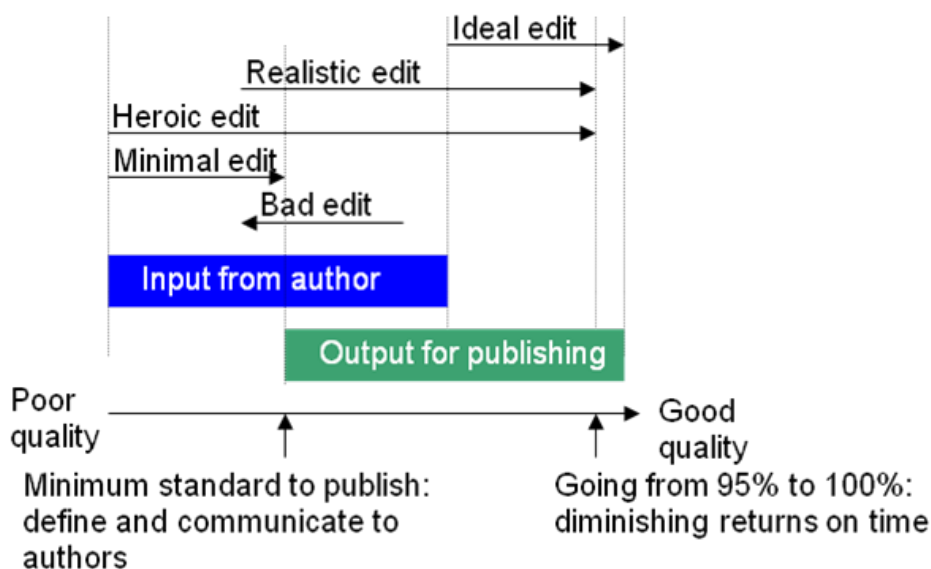 Ideal edit
Realistic edit
Heroic edit
Minimal edit
Bad edit
Input from author
Output for publishing
Poor
quality
Good
quality
Minimum standard to publish:
define and communicate to
authors
Going from 95% to 100%:
diminishing returns on time